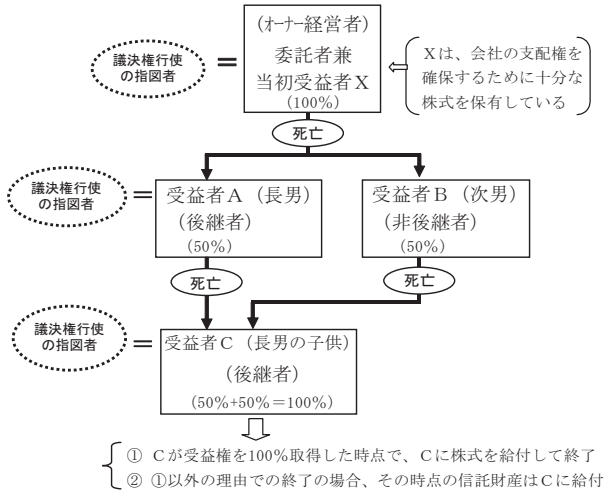 議決権行使
の指図者
=
(オーナー経営者)
委託者兼
当初受益者X
(100%)
Xは、会社の支配権を
確保するために十分な
株式を保有している
死亡
議決権行使
の指図者
=
受益者A(長男)
(後継者)
(50%)
受益者B(次男)
(非後継者)
(50%)
死亡
死亡
議決権行使
の指図者
=
受益者C(長男の子供)
(後継者)
(50%+50%=100%)
① Cが受益権を100%取得した時点で、Cに株式を給付して終了
② ①以外の理由での終了の場合、その時点の信託財産はCに給付